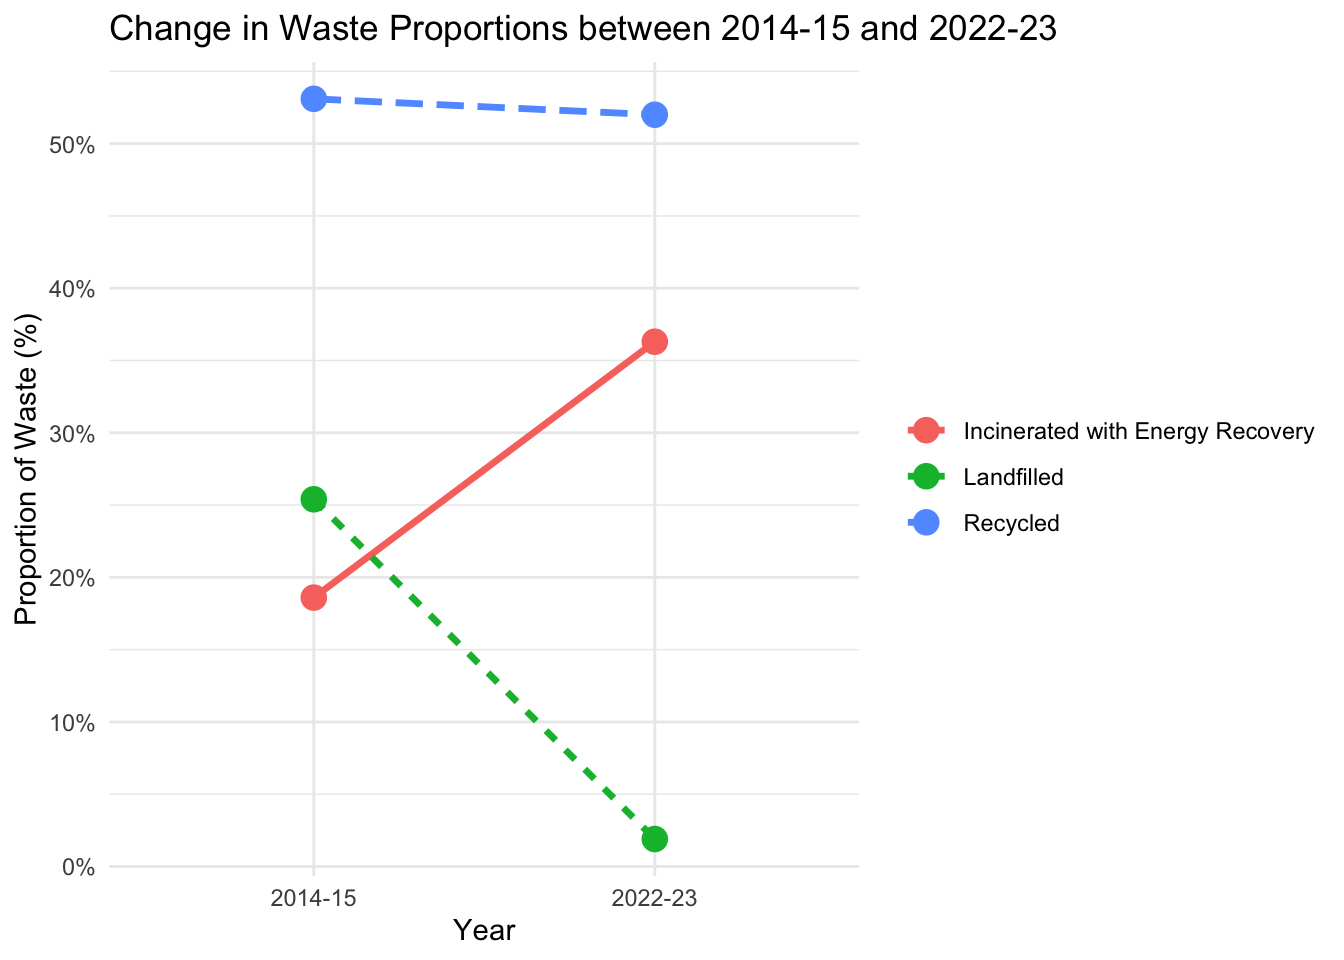 Change in Waste Proportions between 2014-15 and 2022-23
Proportion of Waste (%)
50%
40%
30%
20%
10%
0%
2014-15
2022-23
Year
Incinerated with Energy Recovery
Landfilled
Recycled